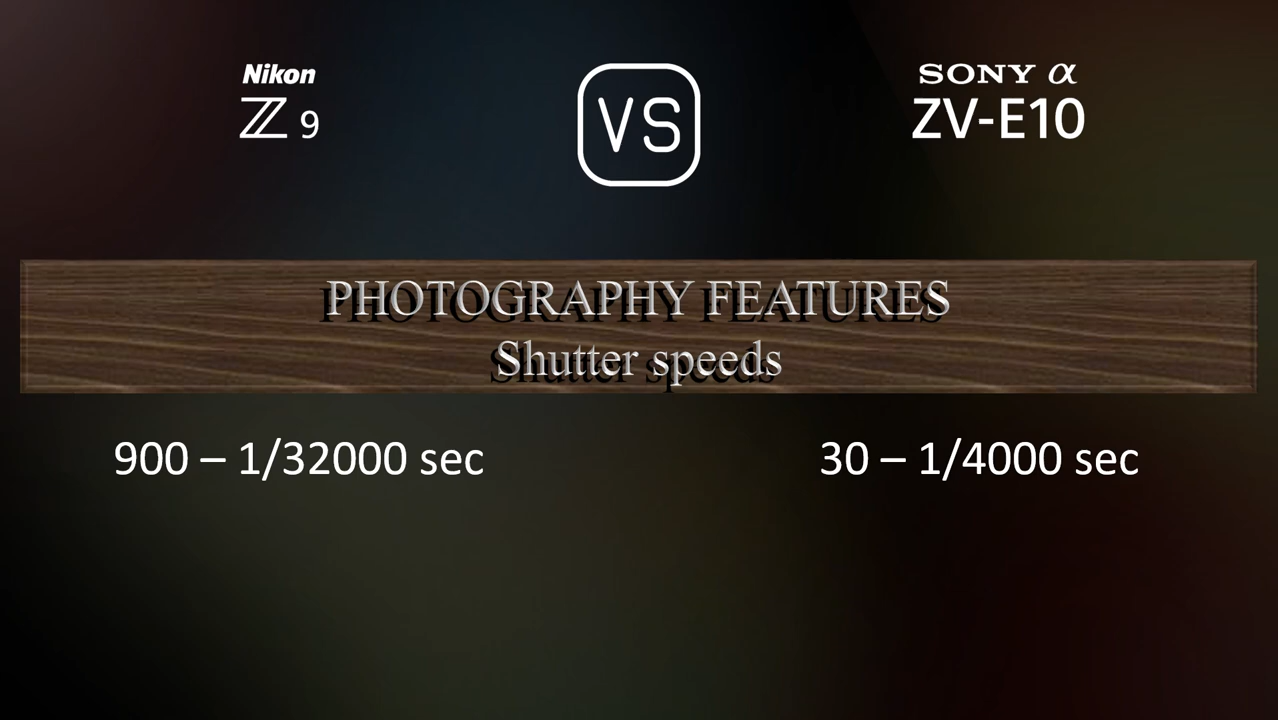 Nikon
Z 9
VS
SONY α
ZV-E10
PHOTOGRAPHY FEATURES
Shutter speeds
900 – 1/32000 sec
30 – 1/4000 sec